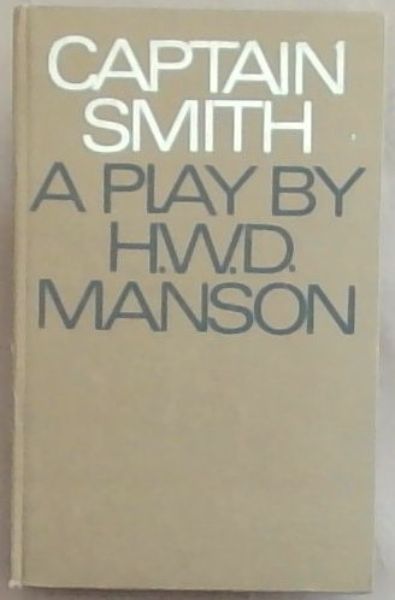 CAPTAIN
SMITH
A PLAY BY
H.W.D.
MANSON